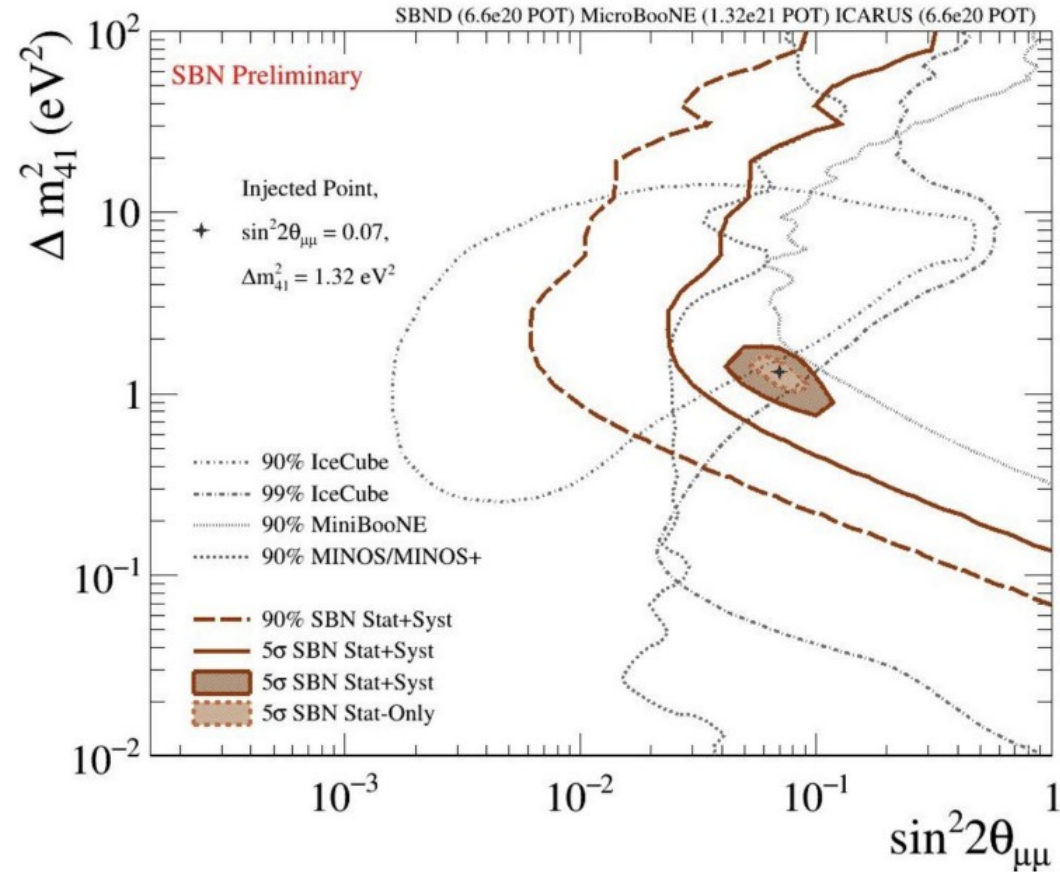 SBND (6.6e20 POT) MicroBooNE (1.32e21 POT) ICARUS (6.6e20 POT)
SBN Preliminary
Δ m²₄₁ (eV²)
10²
10
1
10⁻¹
10⁻²
Injected Point,
sin²2θμμ = 0.07,
Δm²₄₁ = 1.32 eV²
90% IceCube
99% IceCube
90% MiniBooNE
90% MINOS/MINOS+
90% SBN Stat+Syst
5σ SBN Stat+Syst
5σ SBN Stat+Syst
5σ SBN Stat-Only
10⁻³ 10⁻² 10⁻¹ 1
sin²2θμμ